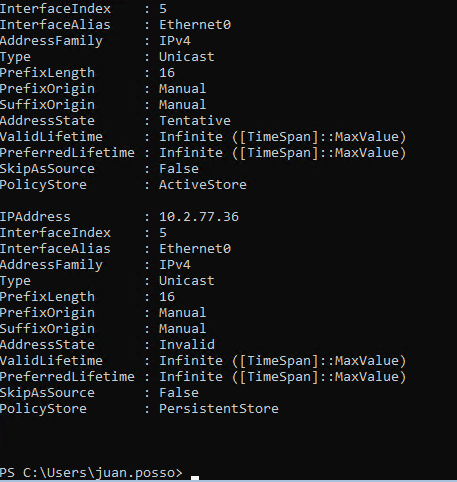 InterfaceIndex    : 5
InterfaceAlias    : Ethernet0
AddressFamily     : IPv4
Type              : Unicast
PrefixLength      : 16
PrefixOrigin      : Manual
SuffixOrigin      : Manual
AddressState      : Tentative
ValidLifetime     : Infinite ([TimeSpan]::MaxValue)
PreferredLifetime : Infinite ([TimeSpan]::MaxValue)
SkipAsSource      : False
PolicyStore       : ActiveStore

IPAddress         : 10.2.77.36
InterfaceIndex    : 5
InterfaceAlias    : Ethernet0
AddressFamily     : IPv4
Type              : Unicast
PrefixLength      : 16
PrefixOrigin      : Manual
SuffixOrigin      : Manual
AddressState      : Invalid
ValidLifetime     : Infinite ([TimeSpan]::MaxValue)
PreferredLifetime : Infinite ([TimeSpan]::MaxValue)
SkipAsSource      : False
PolicyStore       : PersistentStore

PS C:\Users\juan.posso>